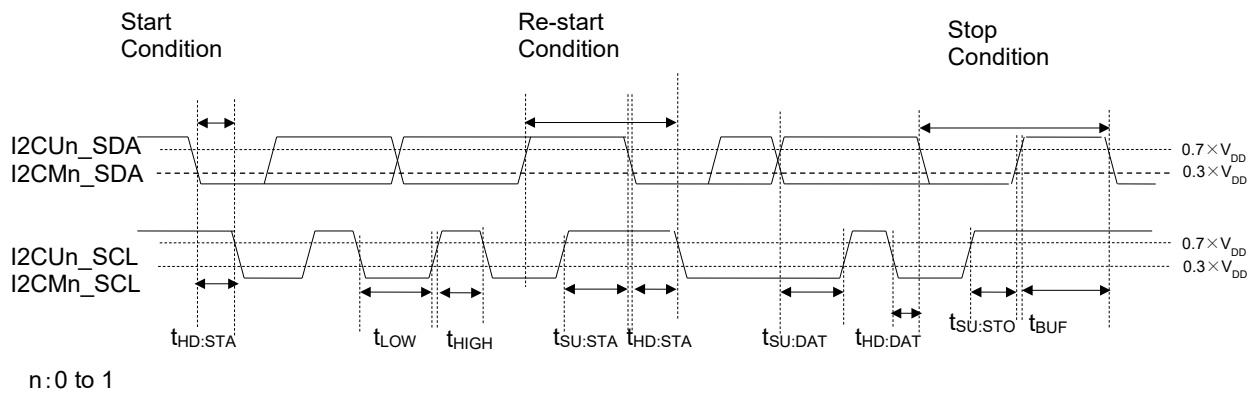 Start
Condition
Re-start
Condition
Stop
Condition
I2CUn_SDA
I2CMn_SDA
0.7×VDD
0.3×VDD
I2CUn_SCL
I2CMn_SCL
0.7×VDD
0.3×VDD
tHD:STA
tLOW
tHIGH
tSU:STA
tHD:STA
tSU:DAT
tHD:DAT
tSU:STO
tBUF
n:0 to 1